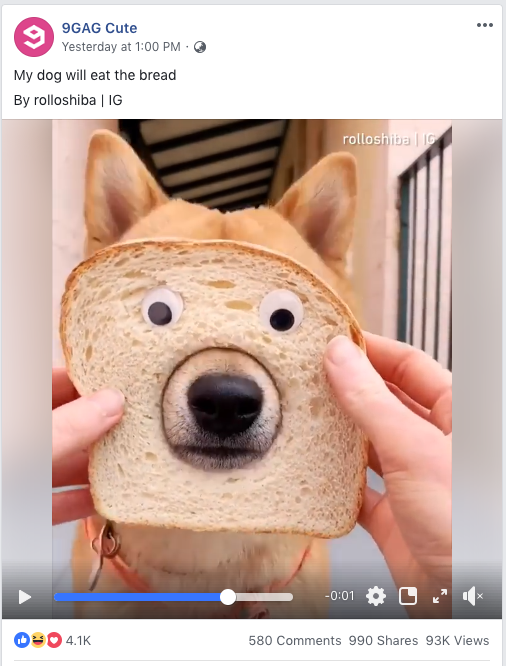 9GAG Cute
Yesterday at 1:00 PM ·
My dog will eat the bread
By rolloshiba | IG
rolloshiba | IG
-0:01
4.1K
580 Comments 990 Shares 93K Views